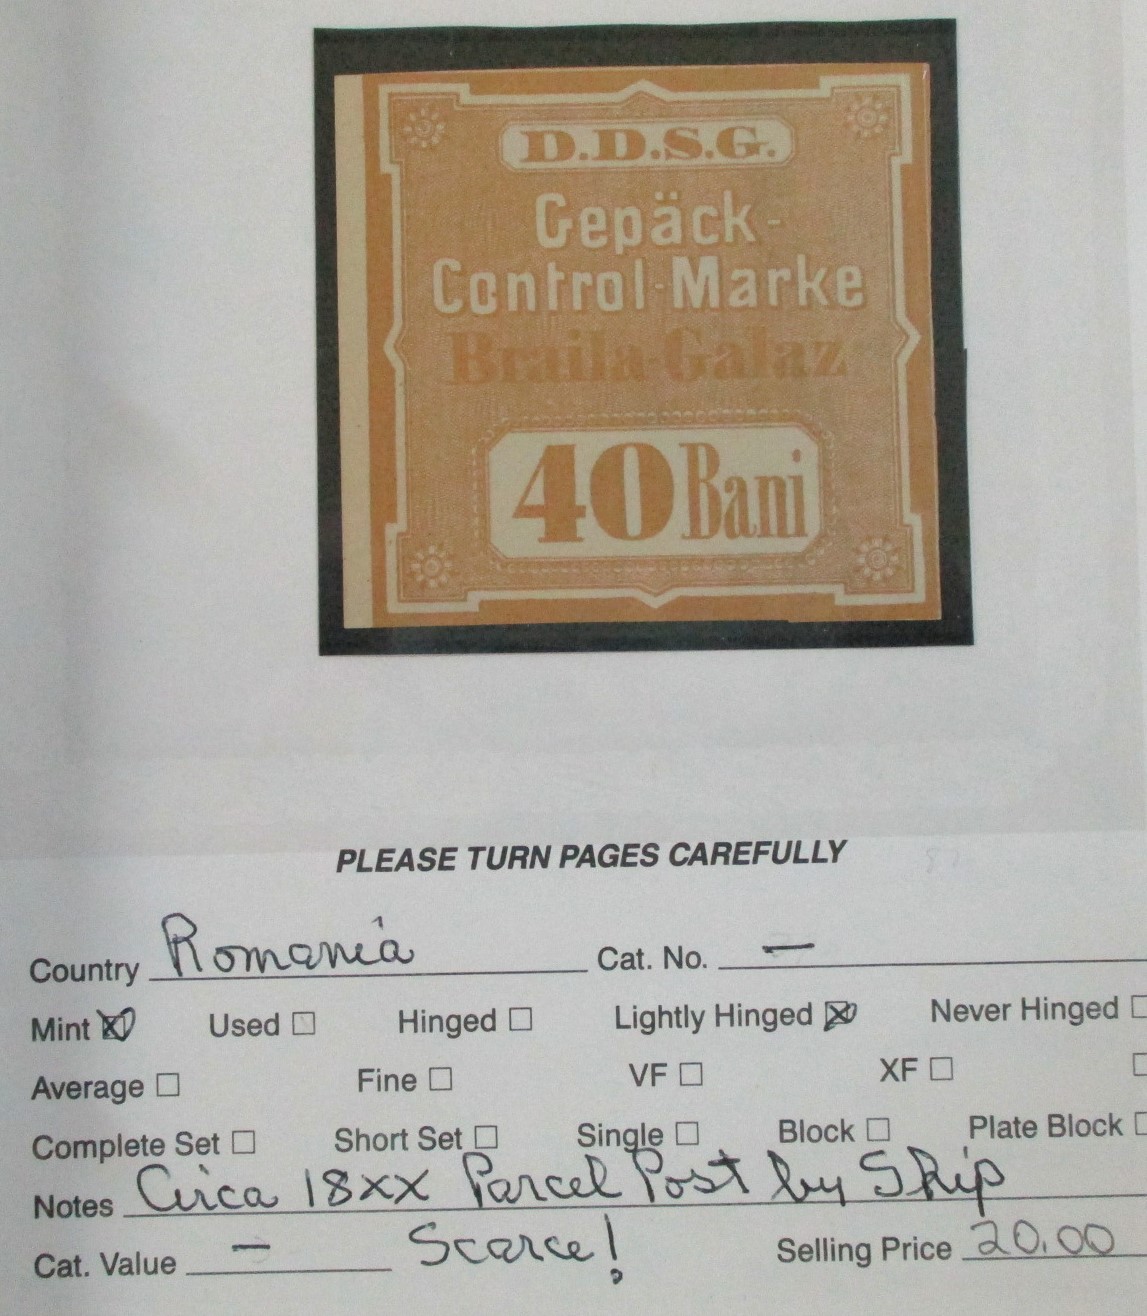 D.D.S.G.
Gepäck-
Control-Marke
Braila-Galaz
40 Bani
PLEASE TURN PAGES CAREFULLY
Country Romania Cat. No. —
Mint ☒ Used ☐ Hinged ☐ Lightly Hinged ☒ Never Hinged ☐
Average ☐ Fine ☐ VF ☐ XF ☐ ☐
Complete Set ☐ Short Set ☐ Single ☐ Block ☐ Plate Block ☐
Notes Circa 18XX Parcel Post by Ship
Cat. Value — Scarce! Selling Price 20.00